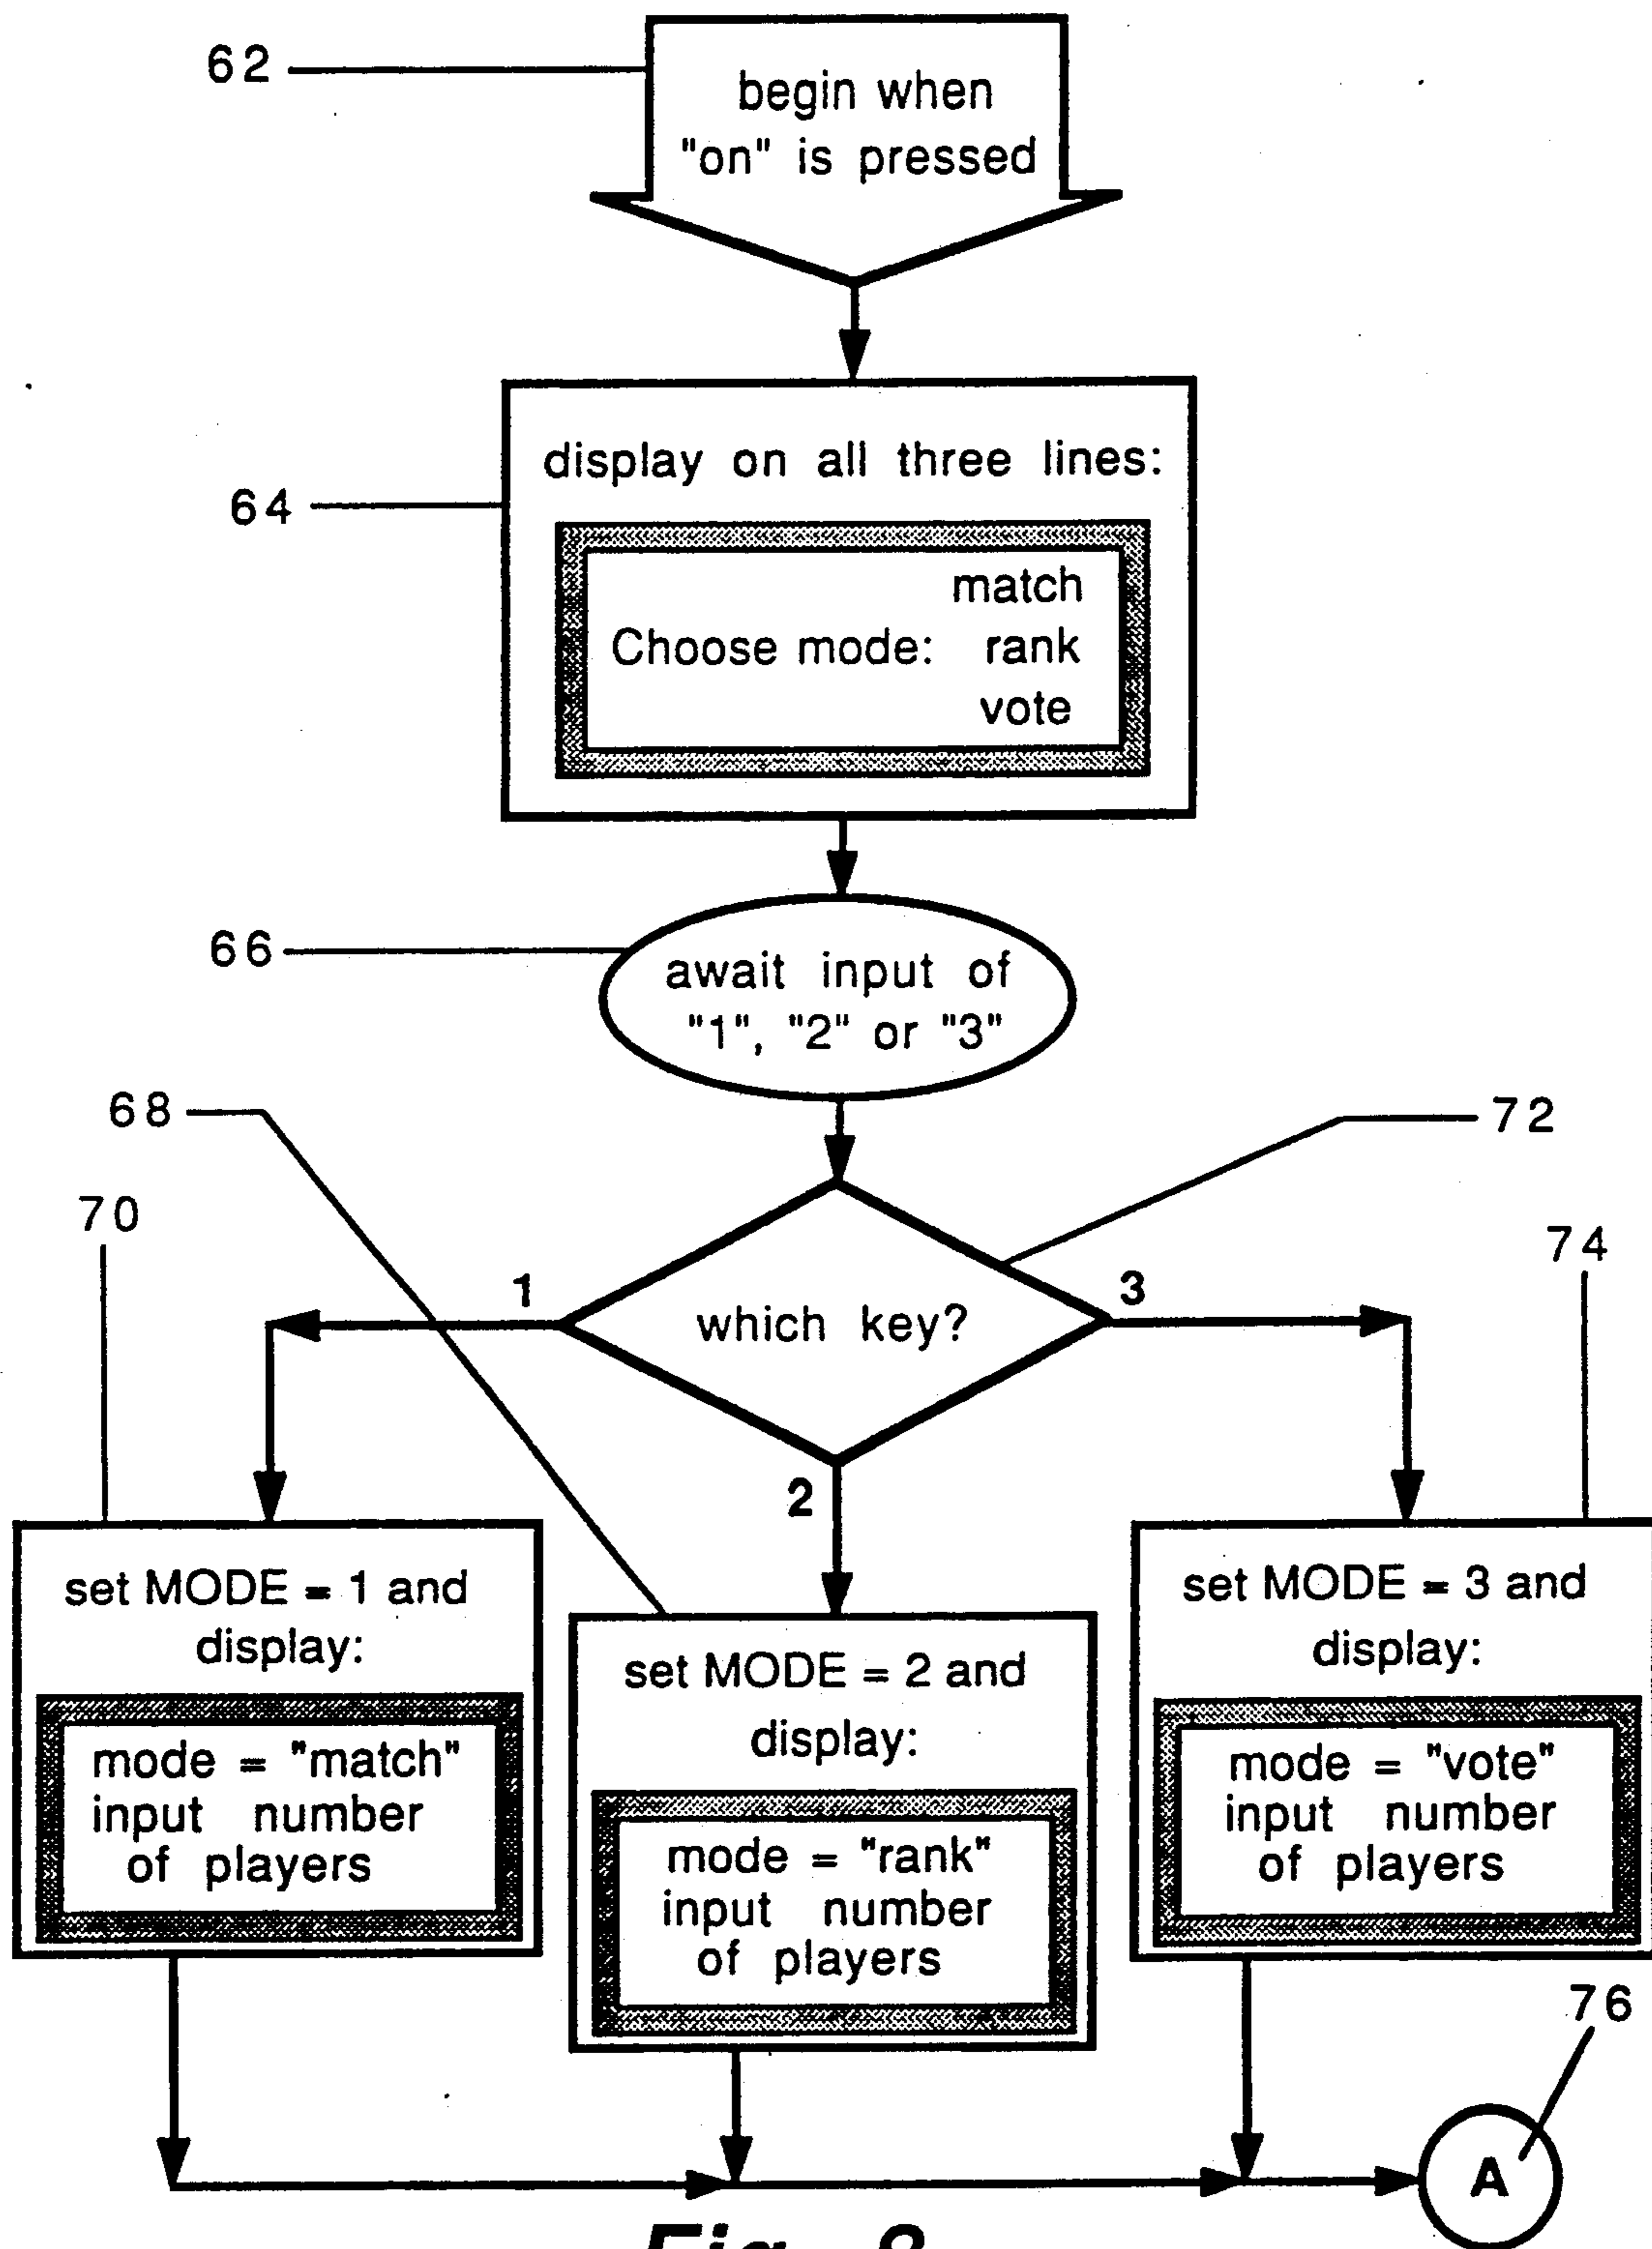 62
begin when
"on" is pressed
64
display on all three lines:
match
Choose mode: rank
vote
66
await input of
"1", "2" or "3"
68
72
70
74
1
which key?
3
2
set MODE = 1 and
display:
mode = "match"
input number
of players
set MODE = 2 and
display:
mode = "rank"
input number
of players
set MODE = 3 and
display:
mode = "vote"
input number
of players
76
A